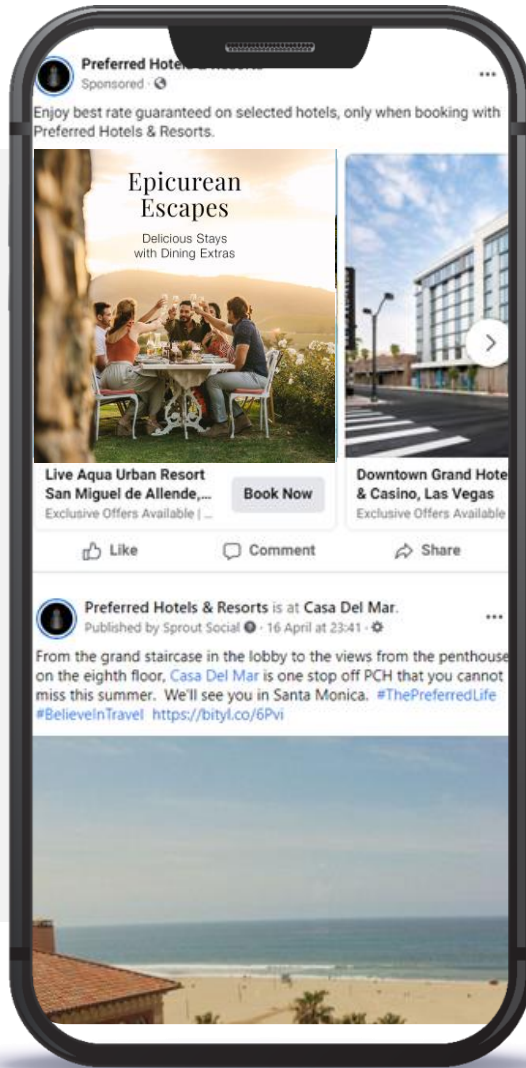 Preferred Hotels & Resorts
Sponsored ·
Enjoy best rate guaranteed on selected hotels, only when booking with
Preferred Hotels & Resorts.
Epicurean
Escapes
Delicious Stays
with Dining Extras
Live Aqua Urban Resort
San Miguel de Allende,...
Exclusive Offers Available | ...
Book Now
Downtown Grand Hote
& Casino, Las Vegas
Exclusive Offers Available
Like
Comment
Share
Preferred Hotels & Resorts is at Casa Del Mar.
Published by Sprout Social · 16 April at 23:41 ·
From the grand staircase in the lobby to the views from the penthouse
on the eighth floor, Casa Del Mar is one stop off PCH that you cannot
miss this summer. We'll see you in Santa Monica. #ThePreferredLife
#BelieveInTravel https://bityl.co/6Pvi